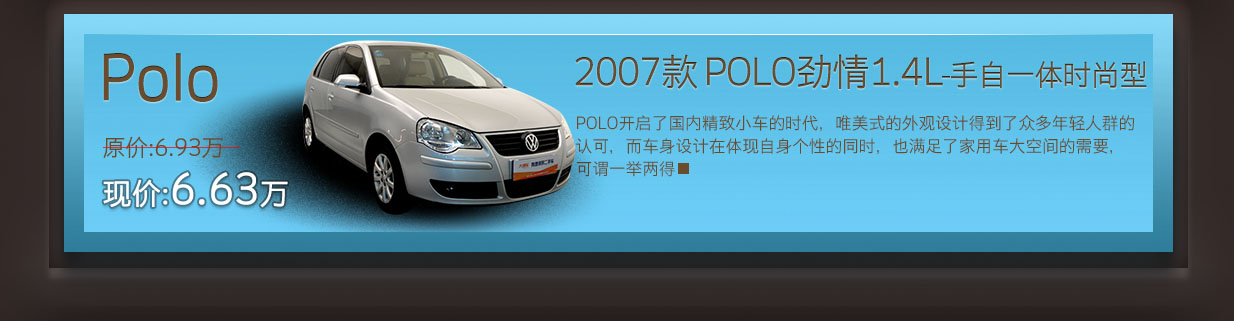 Polo
原价:6.93万
现价:6.63万
2007款 POLO劲情1.4L-手自一体时尚型
POLO开启了国内精致小车的时代，唯美式的外观设计得到了众多年轻人群的
认可，而车身设计在体现自身个性的同时，也满足了家用车大空间的需要，
可谓一举两得■